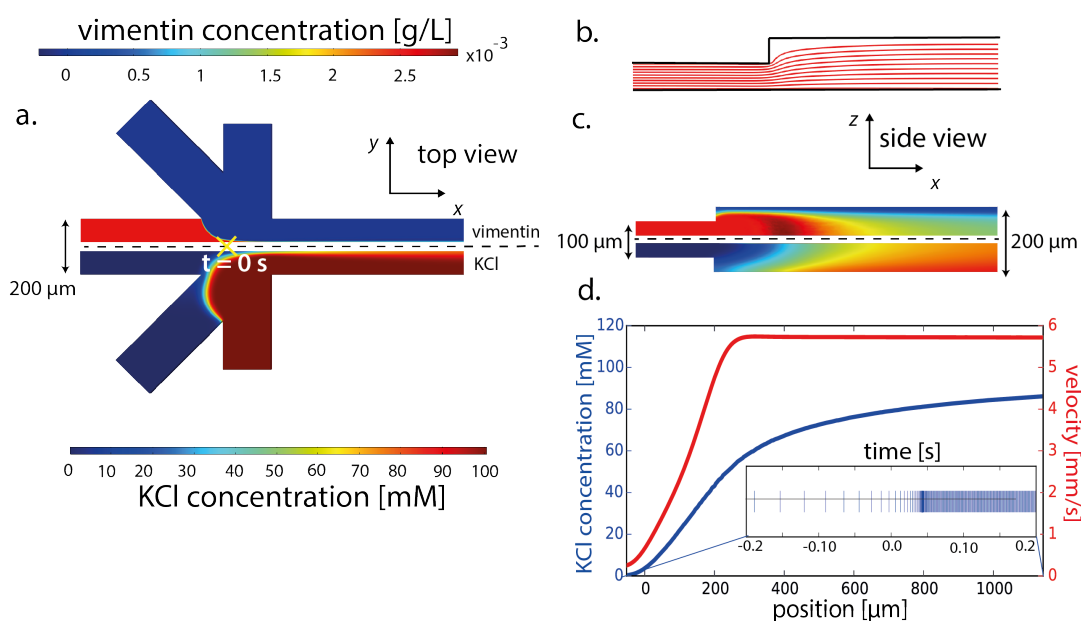 vimentin concentration [g/L]
x10⁻³
0 0.5 1 1.5 2 2.5
a.
y
top view
x
vimentin
KCl
t = 0 s
200 µm
0 10 20 30 40 50 60 70 80 90 100
KCl concentration [mM]
b.
c.
z
side view
x
100 µm
200 µm
d.
120
100
80
60
40
20
0
KCl concentration [mM]
6
5
4
3
2
1
0
velocity [mm/s]
time [s]
-0.2 -0.10 0.0 0.10 0.2
0 200 400 600 800 1000
position [µm]